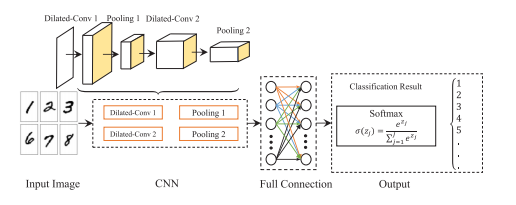 Dilated-Conv 1
Pooling 1
Dilated-Conv 2
Pooling 2
1 2 3
6 7 8
Dilated-Conv 1
Pooling 1
Dilated-Conv 2
Pooling 2
Classification Result
Softmax
σ(z_j) = e^{z_j} / ∑_{j=1}^{J} e^{z_j}
1
2
3
4
5
.
.
.
Input Image
CNN
Full Connection
Output